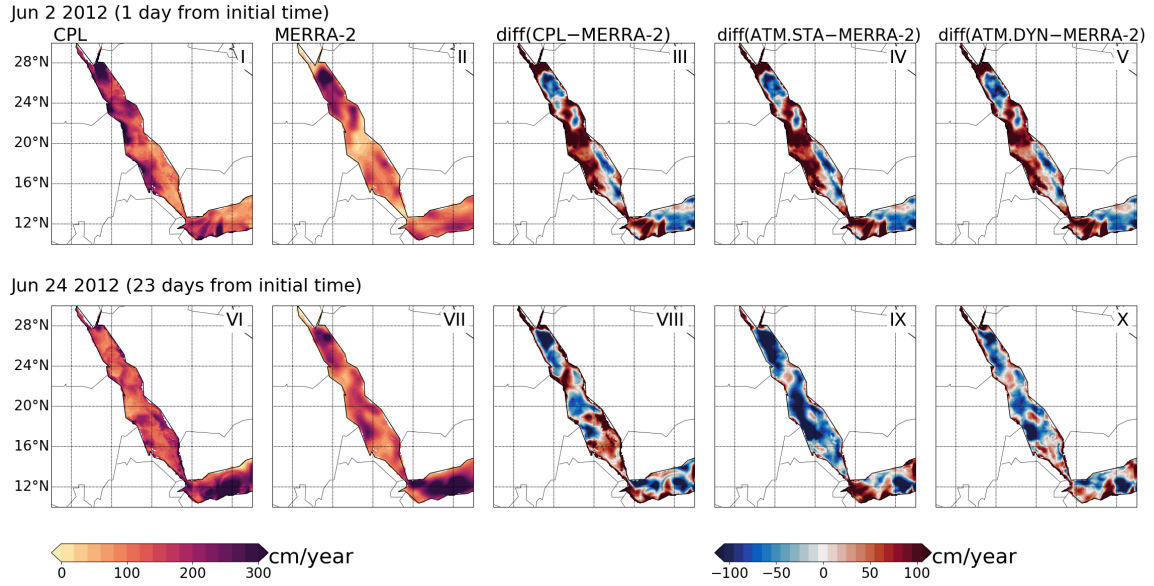 Jun 2 2012 (1 day from initial time)
CPL
MERRA-2
diff(CPL−MERRA-2)
diff(ATM.STA−MERRA-2)
diff(ATM.DYN−MERRA-2)
I
II
III
IV
V
28°N
24°N
20°N
16°N
12°N
Jun 24 2012 (23 days from initial time)
VI
VII
VIII
IX
X
28°N
24°N
20°N
16°N
12°N
0 100 200 300 cm/year
−100 −50 0 50 100 cm/year